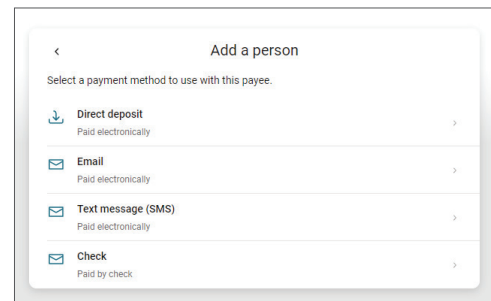 Add a person
Select a payment method to use with this payee.
Direct deposit
Paid electronically
Email
Paid electronically
Text message (SMS)
Paid electronically
Check
Paid by check